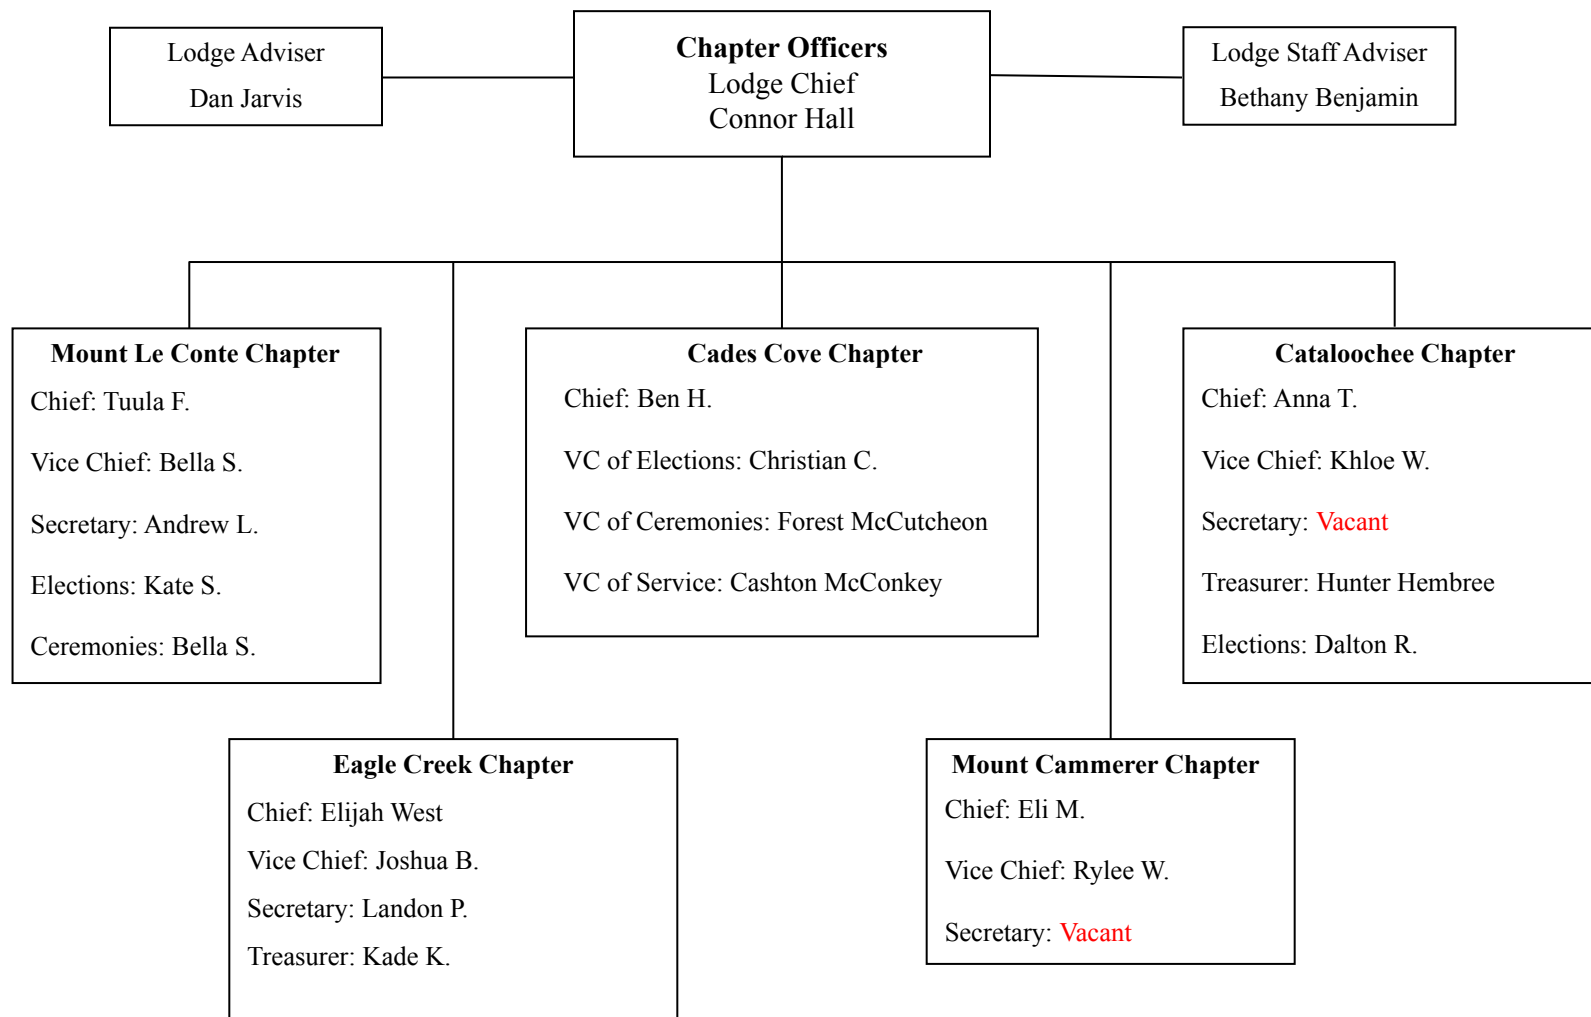 Lodge Adviser
Dan Jarvis
Chapter Officers
Lodge Chief
Connor Hall
Lodge Staff Adviser
Bethany Benjamin
Mount Le Conte Chapter
Chief: Tuula F.
Vice Chief: Bella S.
Secretary: Andrew L.
Elections: Kate S.
Ceremonies: Bella S.
Cades Cove Chapter
Chief: Ben H.
VC of Elections: Christian C.
VC of Ceremonies: Forest McCutcheon
VC of Service: Cashton McConkey
Cataloochee Chapter
Chief: Anna T.
Vice Chief: Khloe W.
Secretary: Vacant
Treasurer: Hunter Hembree
Elections: Dalton R.
Eagle Creek Chapter
Chief: Elijah West
Vice Chief: Joshua B.
Secretary: Landon P.
Treasurer: Kade K.
Mount Cammerer Chapter
Chief: Eli M.
Vice Chief: Rylee W.
Secretary: Vacant